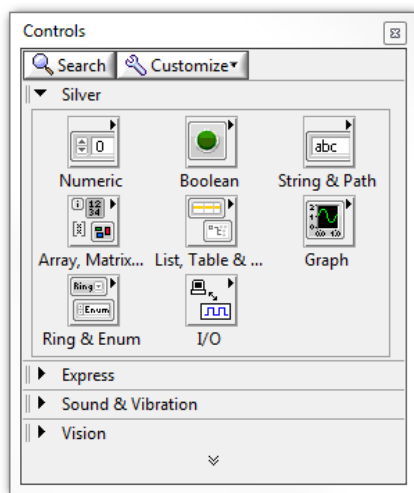 Controls
Search Customize
Silver
0 abc
Numeric Boolean String & Path
Array, Matrix... List, Table & ... Graph
Ring
Enum
Ring & Enum I/O
Express
Sound & Vibration
Vision